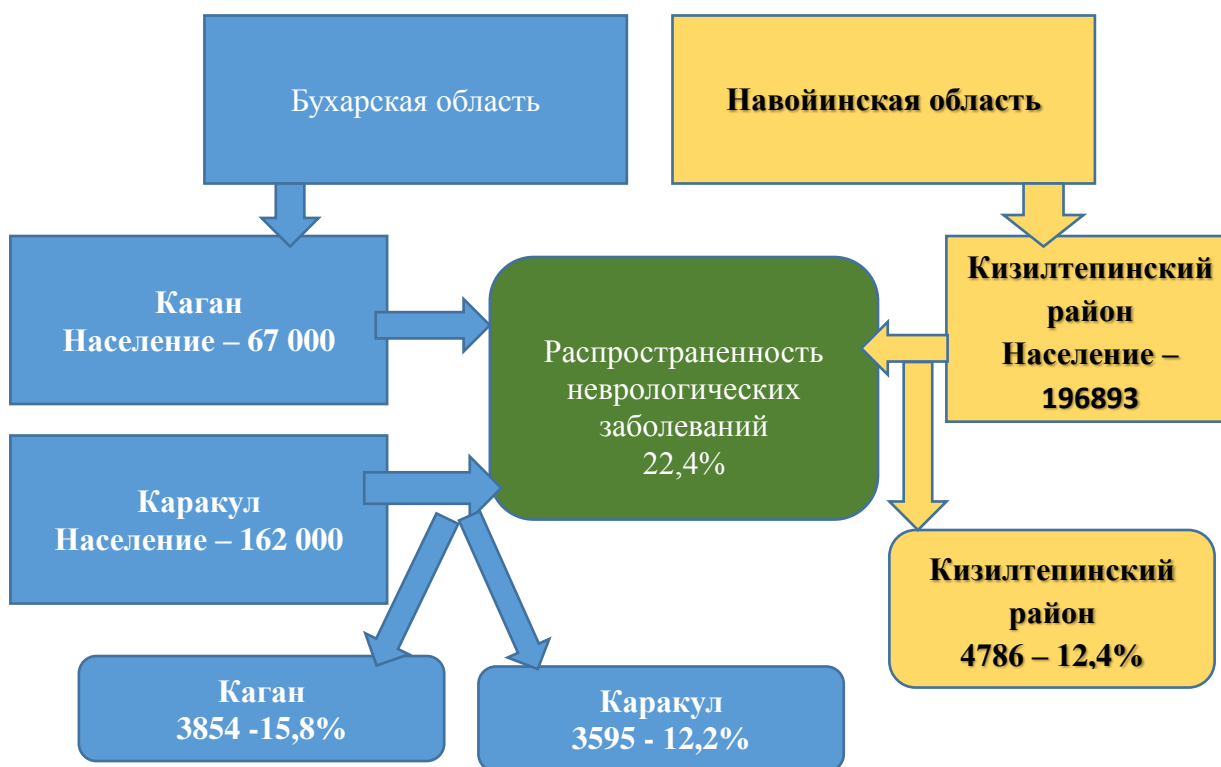 Бухарская область
Навойинская область
Каган
Население – 67 000
Кизилтепинский
район
Население –
196893
Распространенность
неврологических
заболеваний
22,4%
Каракул
Население – 162 000
Кизилтепинский
район
4786 – 12,4%
Каган
3854 -15,8%
Каракул
3595 - 12,2%